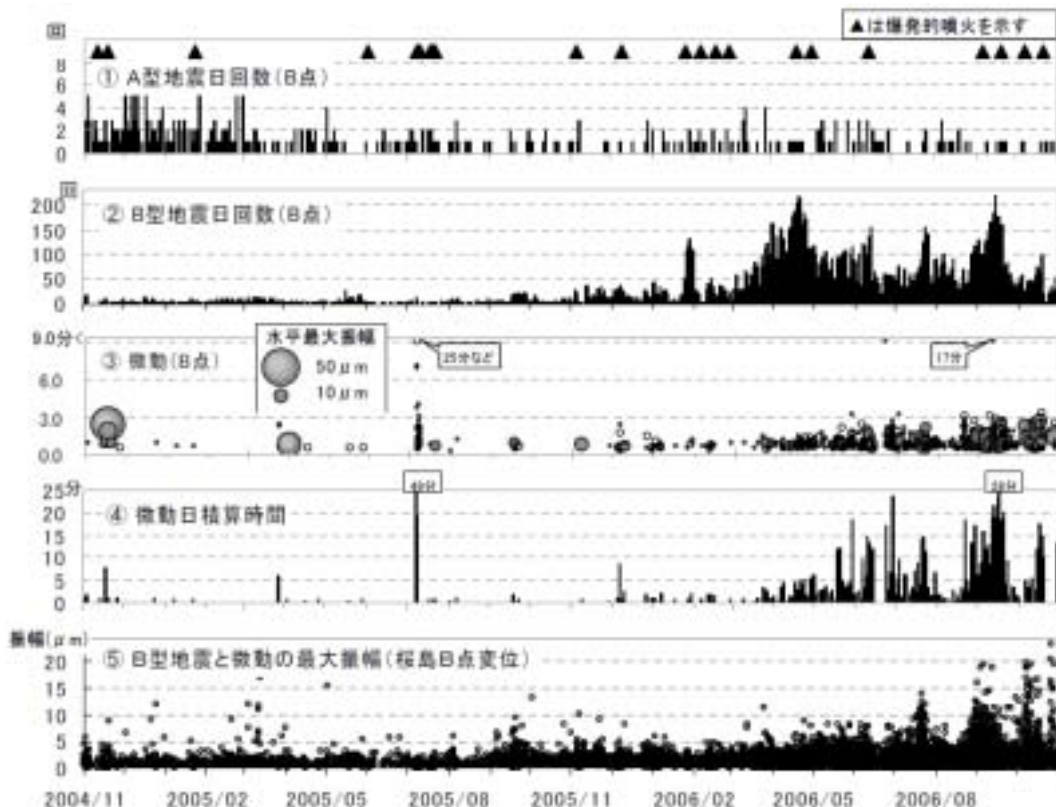 ▲は爆発的噴火を示す
回
① A型地震日回数(B点)
8
6
4
2
0
回
② B型地震日回数(B点)
200
150
100
50
0
9.0分
③ 微動(B点)
水平最大振幅
50μm
10μm
25分など
17分
6.0
3.0
0.0
25分
④ 微動日積算時間
20
15
10
5
0
振幅(μm)
⑤ B型地震と微動の最大振幅(桜島B点変位)
20
15
10
5
0
2004/11 2005/02 2005/05 2005/08 2005/11 2006/02 2006/05 2006/08